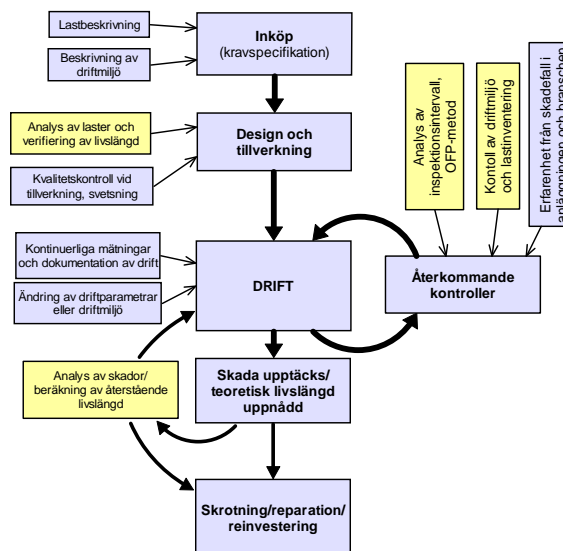 Lastbeskrivning
Beskrivning av
driftmiljö
Inköp
(kravspecifikation)
Analys av laster och
verifiering av livslängd
Kvalitetskontroll vid
tillverkning, svetsning
Design och
tillverkning
Analys av
inspektionsintervall,
OFP-metod
Kontoll av driftmiljö
och lastinventering
Erfarenhet från skadefall i
anläggningen och branschen
Kontinuerliga mätningar
och dokumentation av drift
Ändring av driftparametrar
eller driftmiljö
DRIFT
Återkommande
kontroller
Analys av skador/
beräkning av återstående
livslängd
Skada upptäcks/
teoretisk livslängd
uppnådd
Skrotning/reparation/
reinvestering